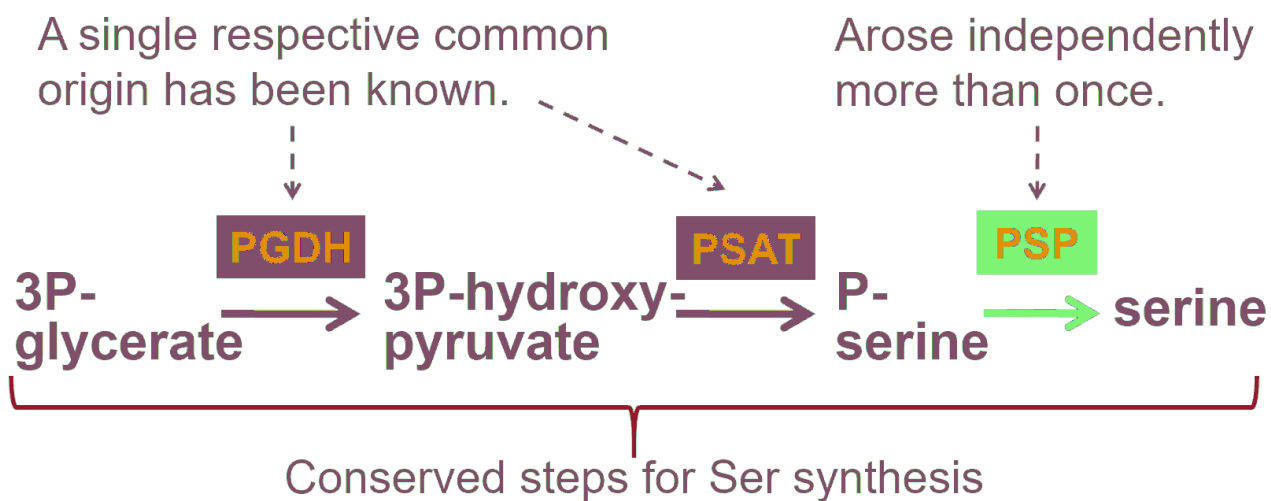 A single respective common
origin has been known.
Arose independently
more than once.
PGDH
PSAT
PSP
3P-
glycerate
3P-hydroxy-
pyruvate
P-
serine
serine
Conserved steps for Ser synthesis